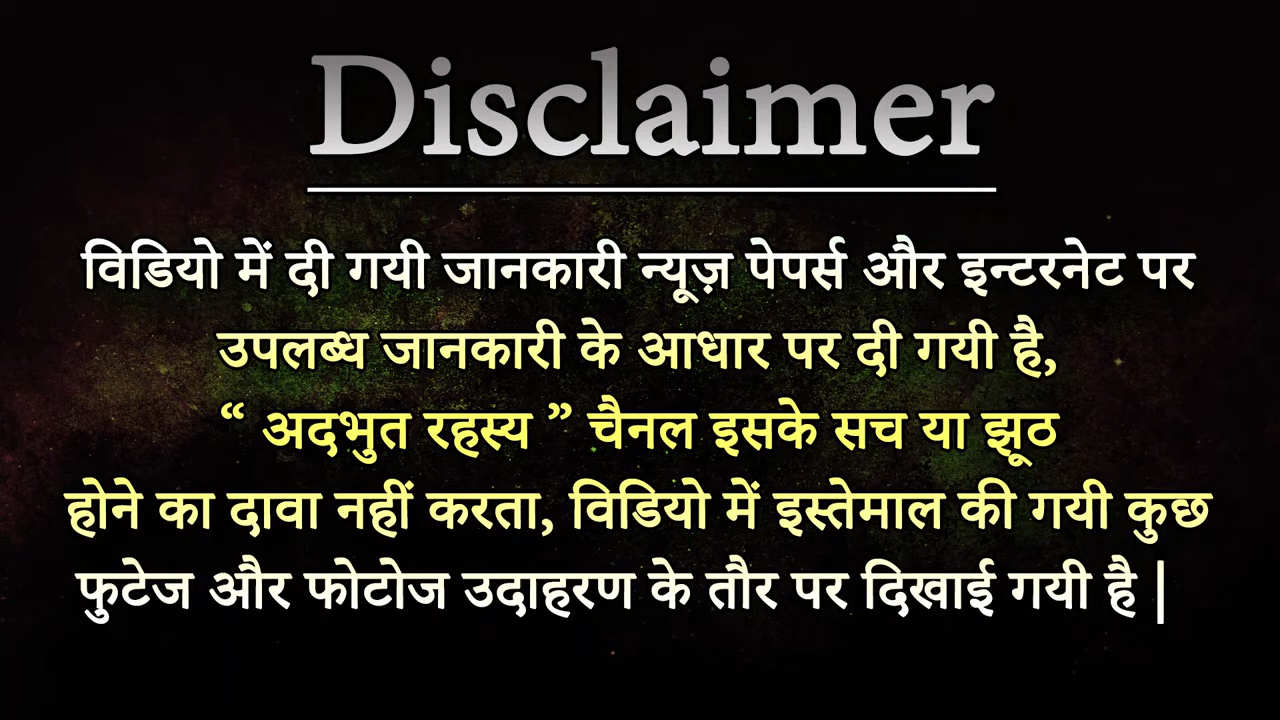 Disclaimer
विडियो में दी गयी जानकारी न्यूज़ पेपर्स और इन्टरनेट पर
उपलब्ध जानकारी के आधार पर दी गयी है,
“ अदभुत रहस्य ” चैनल इसके सच या झूठ
होने का दावा नहीं करता, विडियो में इस्तेमाल की गयी कुछ
फुटेज और फोटोज उदाहरण के तौर पर दिखाई गयी है |